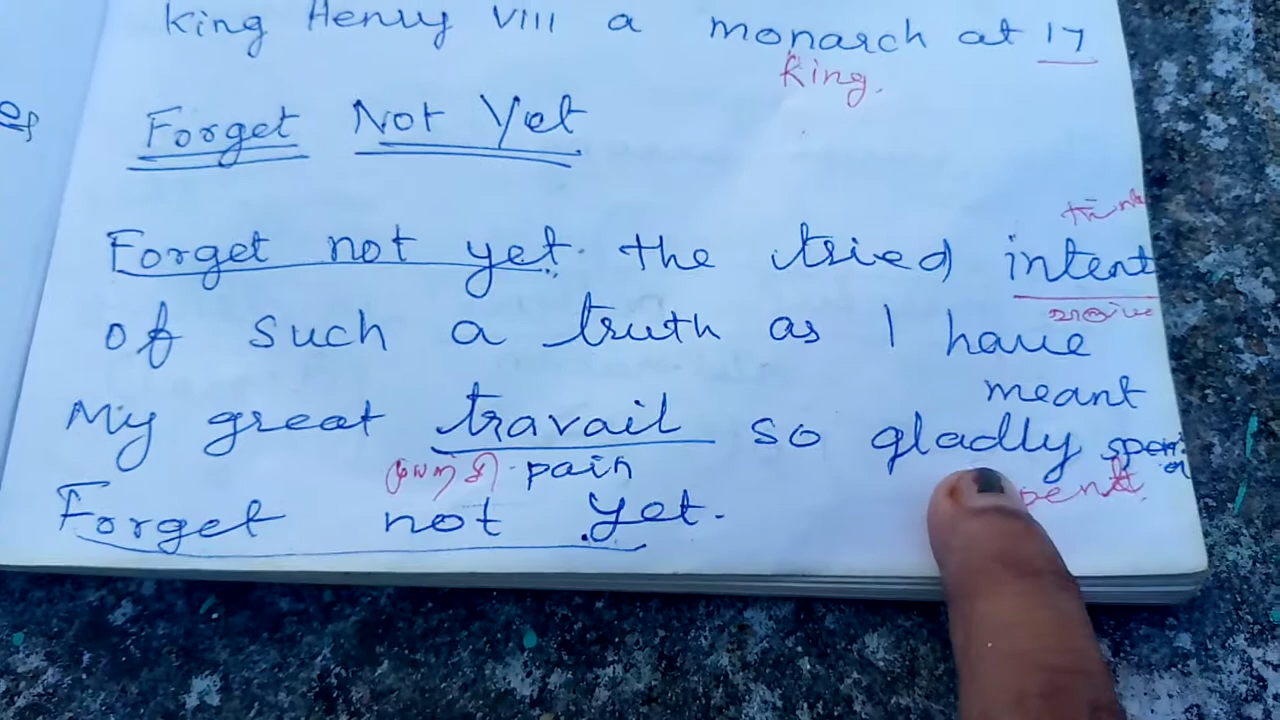 King Henry VIII a monarch at 17
King.
Forget Not Yet
Forget not yet. the tried intent
of such a truth as I have
meant
My great travail so gladly spent
முயற்சி. pain
Forget not yet.